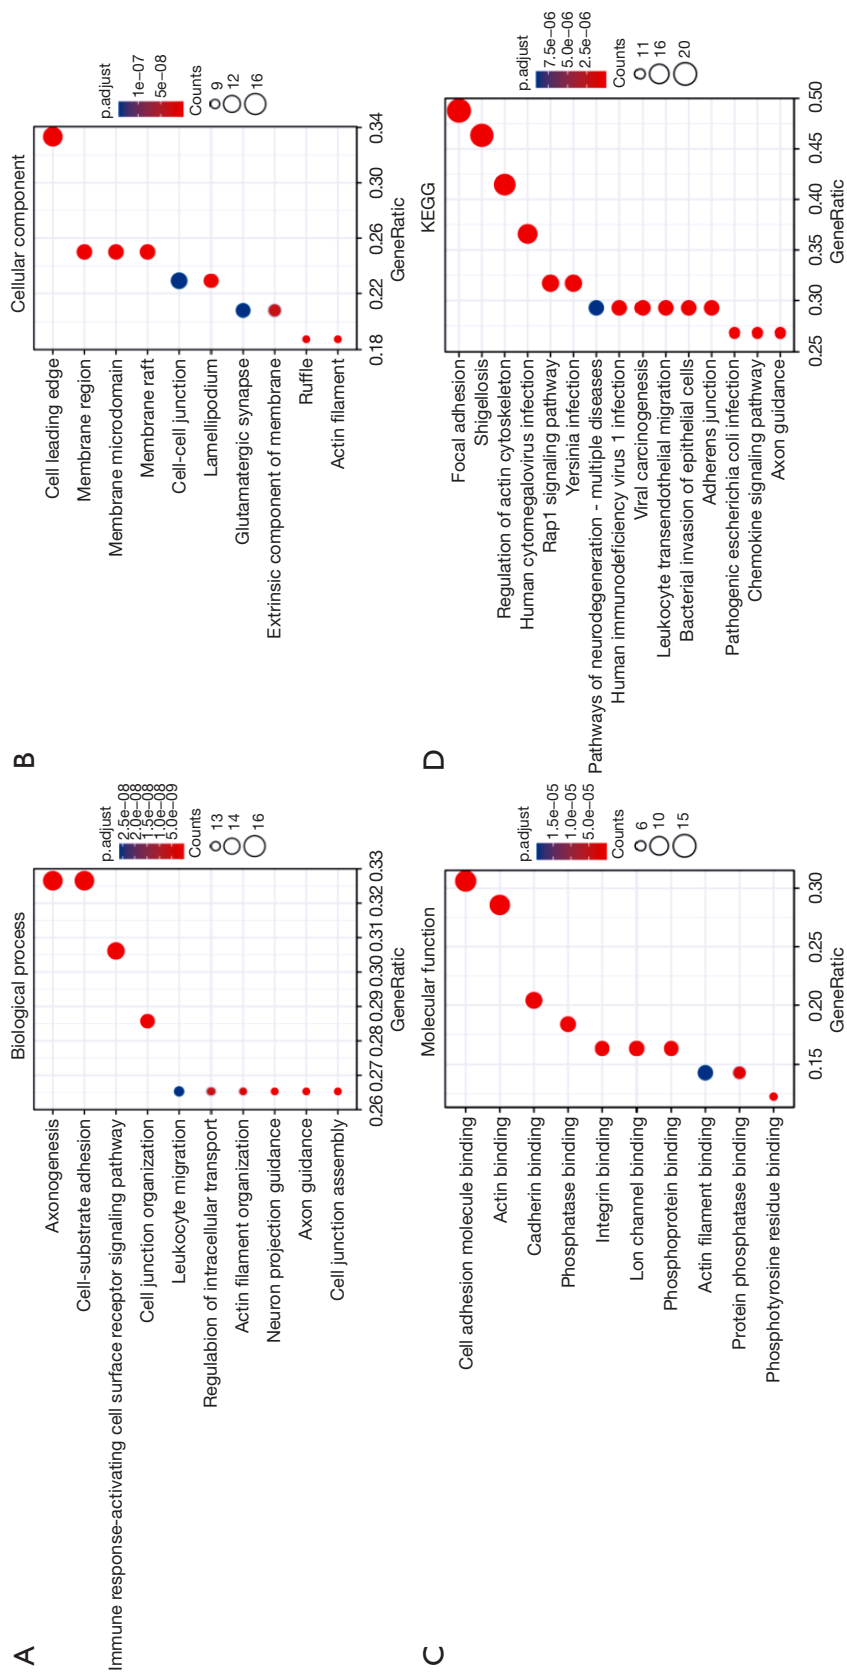 A
Biological process
Axonogenesis
Cell-substrate adhesion
Immune response-activating cell surface receptor signaling pathway
Cell junction organization
Leukocyte migration
Regulabion of intracellular transport
Actin filament organization
Neuron projection guidance
Axon guidance
Cell junction assembly
0.26 0.27 0.28 0.29 0.30 0.31 0.32 0.33
GeneRatic
p.adjust
2.5e-08
2.0e-08
1.5e-08
1.0e-08
5.0e-09
Counts
13
14
16
B
Cellular component
Cell leading edge
Membrane region
Membrane microdomain
Membrane raft
Cell-cell junction
Lamellipodium
Glutamatergic synapse
Extrinsic component of membrane
Ruffle
Actin filament
0.18 0.22 0.26 0.30 0.34
GeneRatic
p.adjust
1e-07
5e-08
Counts
9
12
16
C
Molecular function
Cell adhesion molecule binding
Actin binding
Cadherin binding
Phosphatase binding
Integrin binding
Lon channel binding
Phosphoprotein binding
Actin filament binding
Protein phosphatase binding
Phosphotyrosine residue binding
0.15 0.20 0.25 0.30
GeneRatic
p.adjust
1.5e-05
1.0e-05
5.0e-05
Counts
6
10
15
D
KEGG
Focal adhesion
Shigellosis
Regulation of actin cytoskeleton
Human cytomegalovirus infection
Rap1 signaling pathway
Yersinia infection
Pathways of neurodegeneration - multiple diseases
Human immunodeficiency virus 1 infection
Viral carcinogenesis
Leukocyte transendothelial migration
Bacterial invasion of epithelial cells
Adherens junction
Pathogenic escherichia coli infection
Chemokine signaling pathway
Axon guidance
0.25 0.30 0.35 0.40 0.45 0.50
GeneRatic
p.adjust
7.5e-06
5.0e-06
2.5e-06
Counts
11
16
20